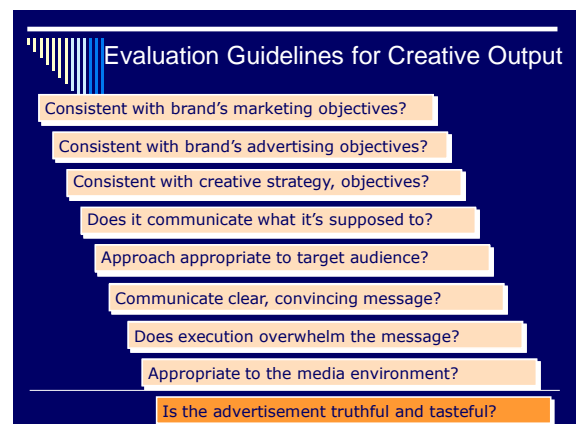 Evaluation Guidelines for Creative Output
Consistent with brand’s marketing objectives?
Consistent with brand’s advertising objectives?
Consistent with creative strategy, objectives?
Does it communicate what it’s supposed to?
Approach appropriate to target audience?
Communicate clear, convincing message?
Does execution overwhelm the message?
Appropriate to the media environment?
Is the advertisement truthful and tasteful?